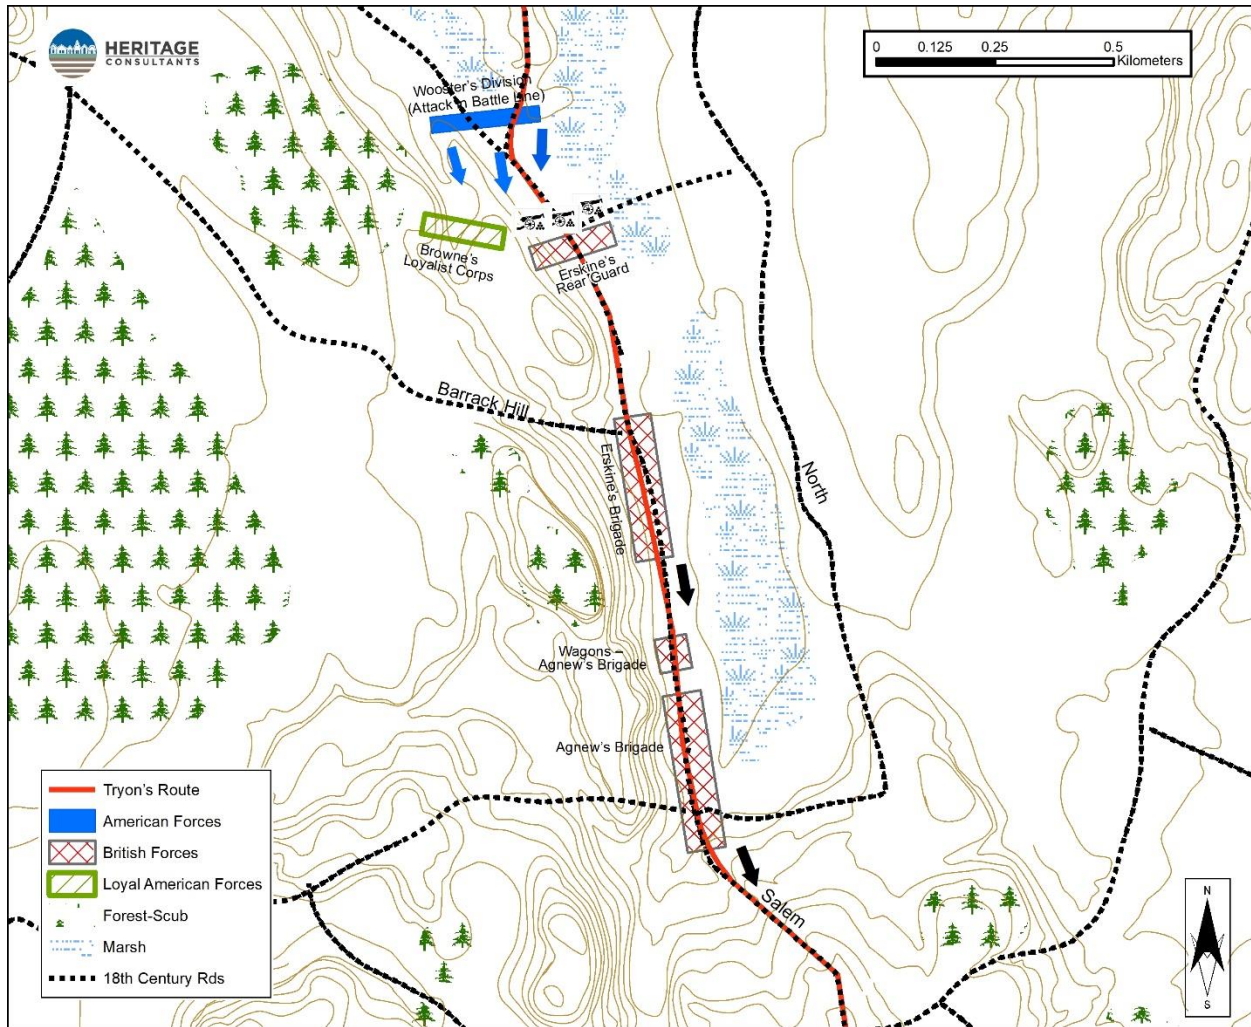 HERITAGE
CONSULTANTS
0 0.125 0.25 0.5
Kilometers
Wooster's Division
(Attack in Battle Line)
Browne's
Loyalist Corps
Erskine's
Rear Guard
Barrack Hill
Erskine's Brigade
North
Wagons –
Agnew's Brigade
Agnew's Brigade
Salem
Tryon's Route
American Forces
British Forces
Loyal American Forces
Forest-Scub
Marsh
18th Century Rds
N
S